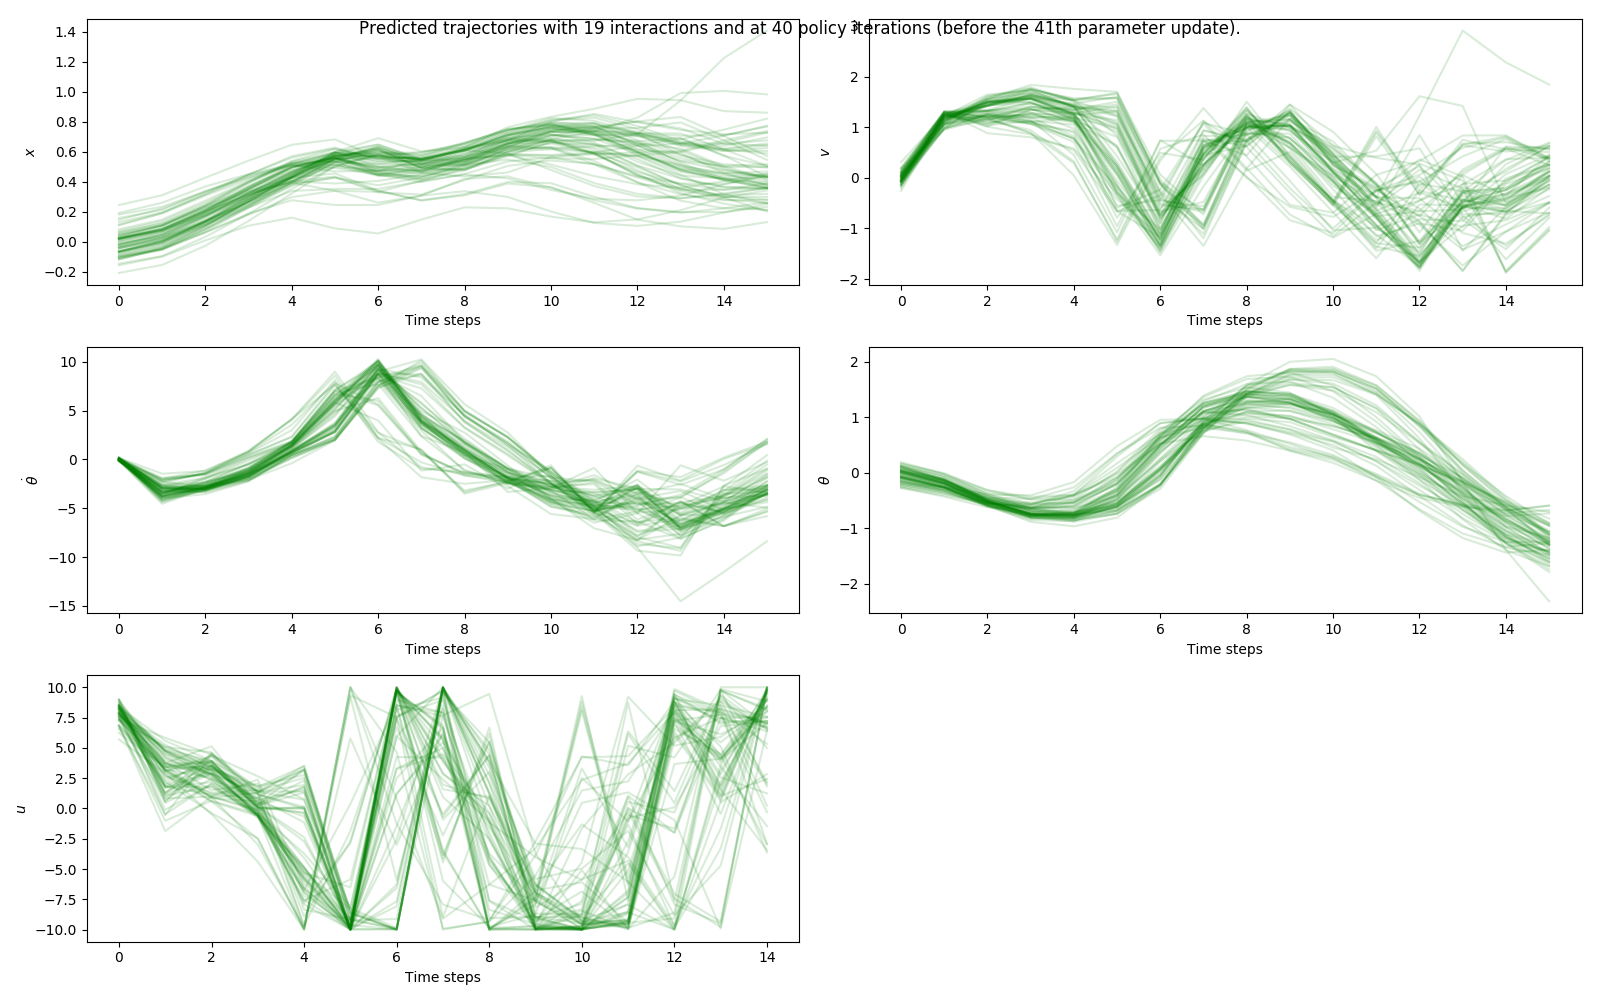 Predicted trajectories with 19 interactions and at 40 policy iterations (before the 41th parameter update).
1.4
1.2
1.0
0.8
0.6
0.4
0.2
0.0
−0.2
x
0 2 4 6 8 10 12 14
Time steps
3
2
1
0
−1
−2
v
0 2 4 6 8 10 12 14
Time steps
10
5
0
−5
−10
−15
θ̇
0 2 4 6 8 10 12 14
Time steps
2
1
0
−1
−2
θ
0 2 4 6 8 10 12 14
Time steps
10.0
7.5
5.0
2.5
0.0
−2.5
−5.0
−7.5
−10.0
u
0 2 4 6 8 10 12 14
Time steps